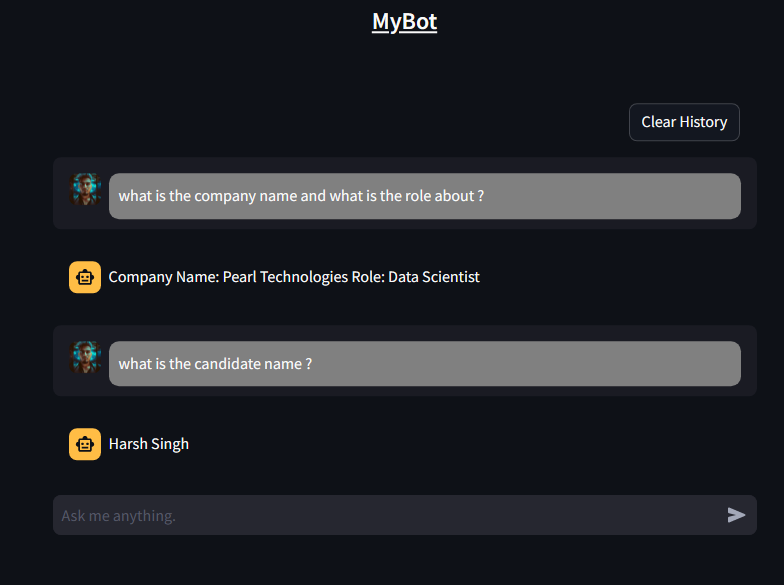 MyBot
Clear History
what is the company name and what is the role about ?
Company Name: Pearl Technologies Role: Data Scientist
what is the candidate name ?
Harsh Singh
Ask me anything.